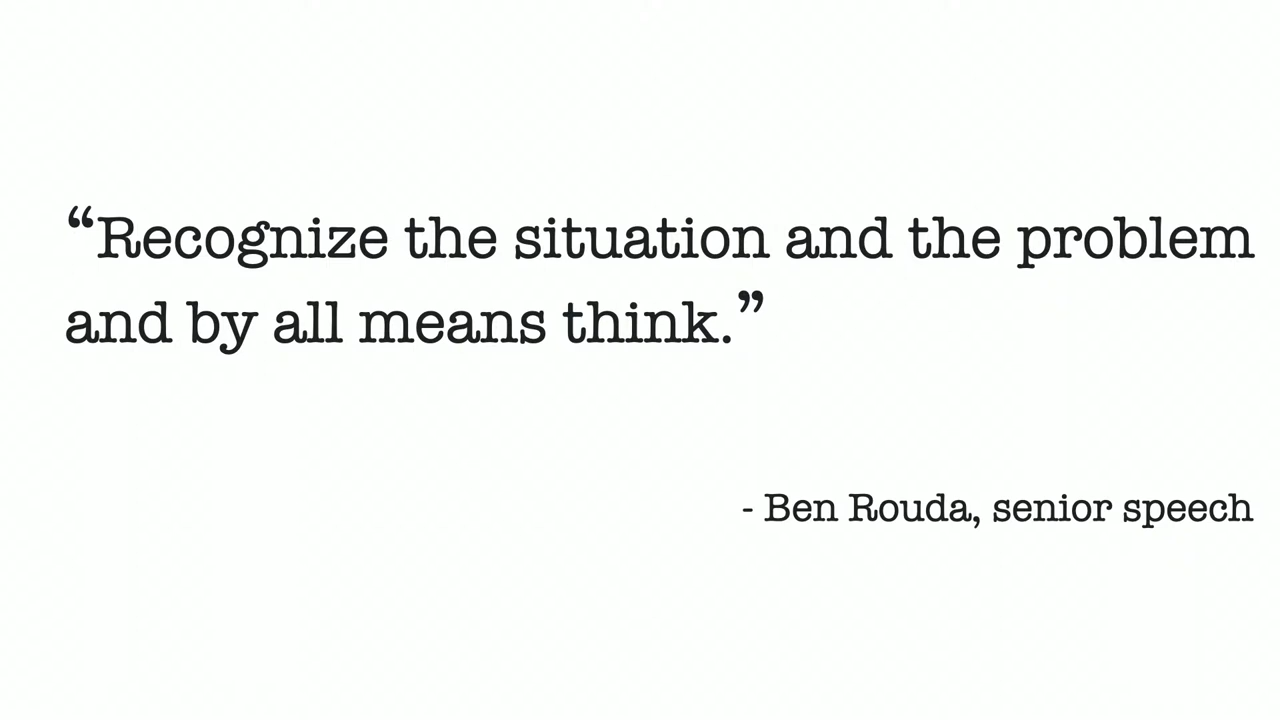 “Recognize the situation and the problem
and by all means think.”
- Ben Rouda, senior speech